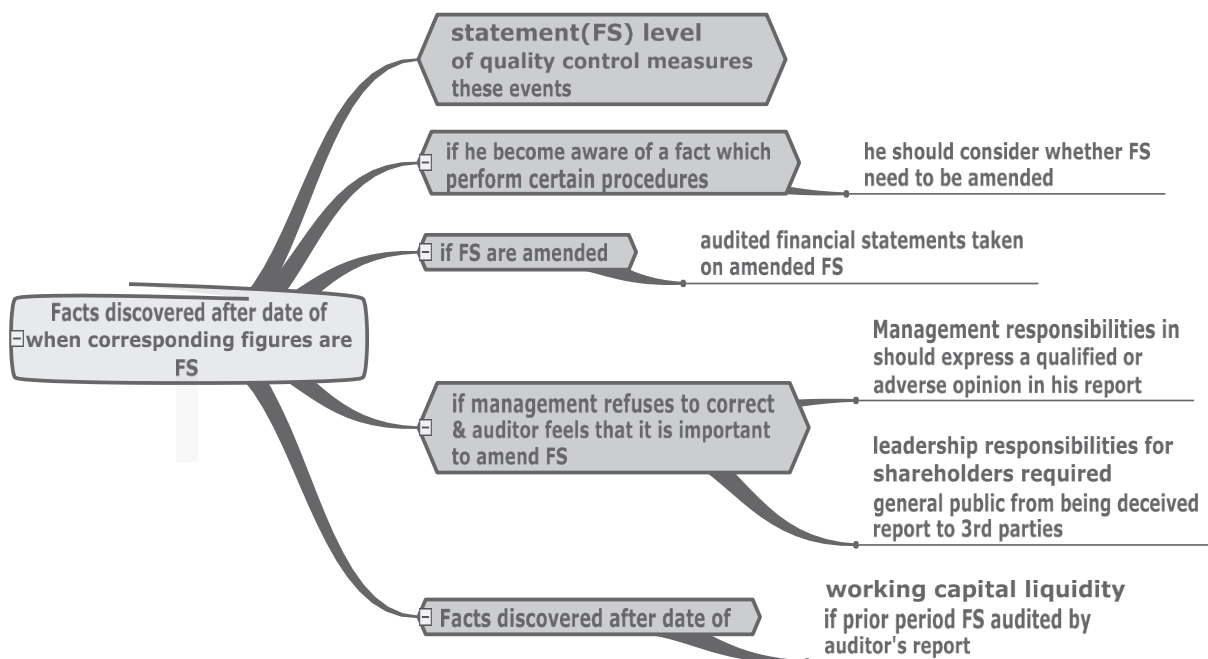 statement(FS) level
of quality control measures
these events
if he become aware of a fact which
perform certain procedures
he should consider whether FS
need to be amended
if FS are amended
audited financial statements taken
on amended FS
Facts discovered after date of
when corresponding figures are
FS
Management responsibilities in
should express a qualified or
adverse opinion in his report
if management refuses to correct
& auditor feels that it is important
to amend FS
leadership responsibilities for
shareholders required
general public from being deceived
report to 3rd parties
Facts discovered after date of
working capital liquidity
if prior period FS audited by
auditor's report